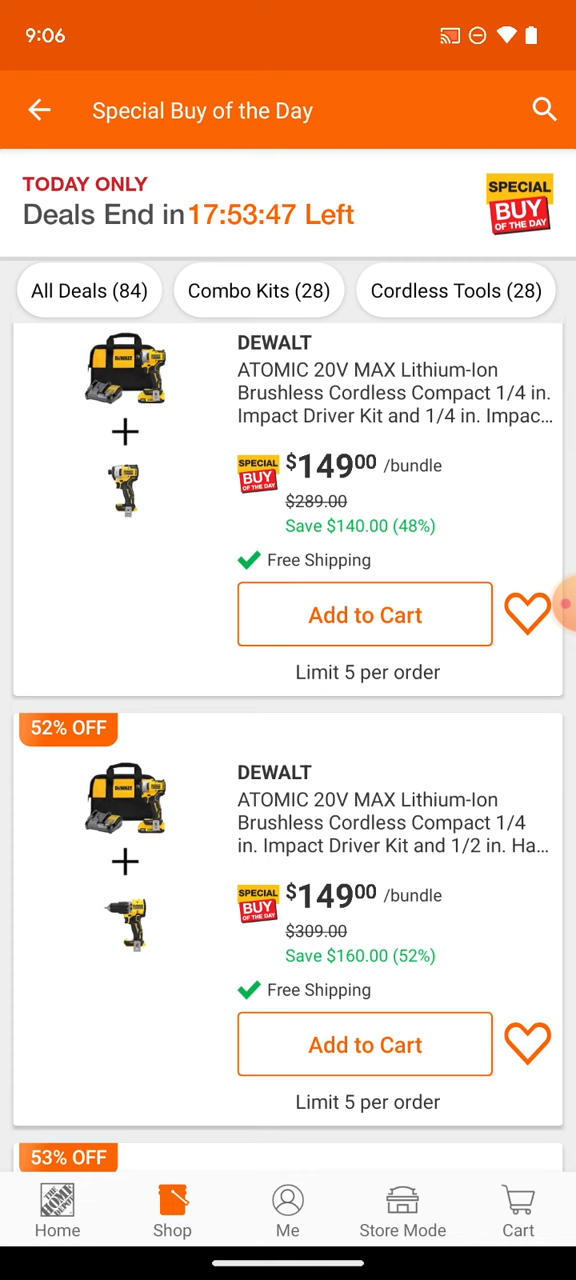 9:06
Special Buy of the Day
TODAY ONLY
Deals End in 17:53:47 Left
SPECIAL
BUY
OF THE DAY
All Deals (84)
Combo Kits (28)
Cordless Tools (28)
DEWALT
ATOMIC 20V MAX Lithium-Ion
Brushless Cordless Compact 1/4 in.
Impact Driver Kit and 1/4 in. Impac...
SPECIAL
BUY
OF THE DAY
$14900 /bundle
$289.00
Save $140.00 (48%)
Free Shipping
Add to Cart
Limit 5 per order
52% OFF
DEWALT
ATOMIC 20V MAX Lithium-Ion
Brushless Cordless Compact 1/4
in. Impact Driver Kit and 1/2 in. Ha...
SPECIAL
BUY
OF THE DAY
$14900 /bundle
$309.00
Save $160.00 (52%)
Free Shipping
Add to Cart
Limit 5 per order
53% OFF
THE HOME DEPOT
Home
Shop
Me
Store Mode
Cart